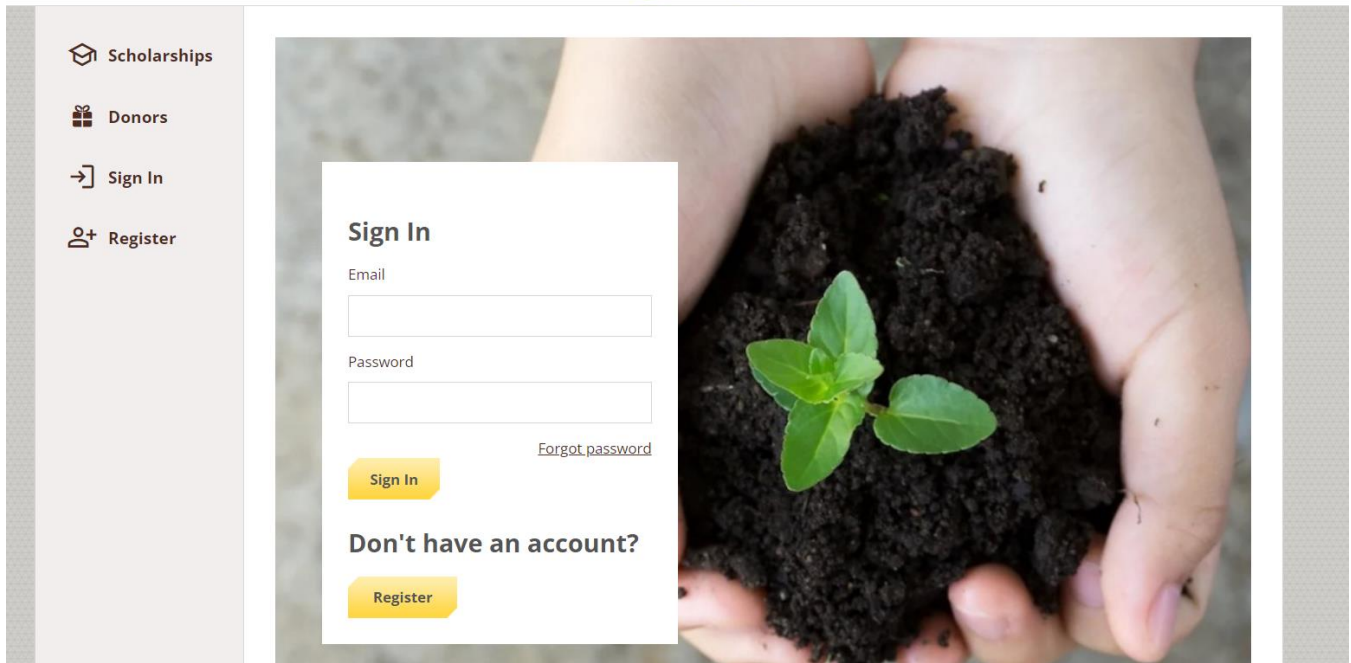 Scholarships
Donors
Sign In
Register
Sign In
Email
Password
Forgot password
Sign In
Don't have an account?
Register